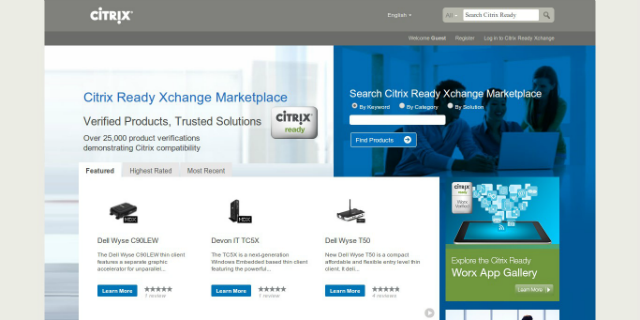 CITRIX
English
All
Search Citrix Ready
Welcome Guest Register Log in to Citrix Ready Xchange
Citrix Ready Xchange Marketplace
Verified Products, Trusted Solutions
Over 25,000 product verifications
demonstrating Citrix compatibility
CITRIX
ready
Search Citrix Ready Xchange Marketplace
By Keyword By Category By Solution
Find Products
Featured Highest Rated Most Recent
HDX
HDX
HDX
Dell Wyse C90LEW
The Dell Wyse C90LEW thin client
features a separate graphic
accelerator for unparallel...
Learn More
1 review
Devon IT TC5X
The TC5X is a next-generation
Windows Embedded based thin client
featuring the powerful...
Learn More
1 review
Dell Wyse T50
New Dell Wyse T50 is a compact
affordable and flexible entry level thin
client. It deli...
Learn More
4 reviews
CITRIX
ready
Worx
Verified
Explore the Citrix Ready
Worx App Gallery
Learn More